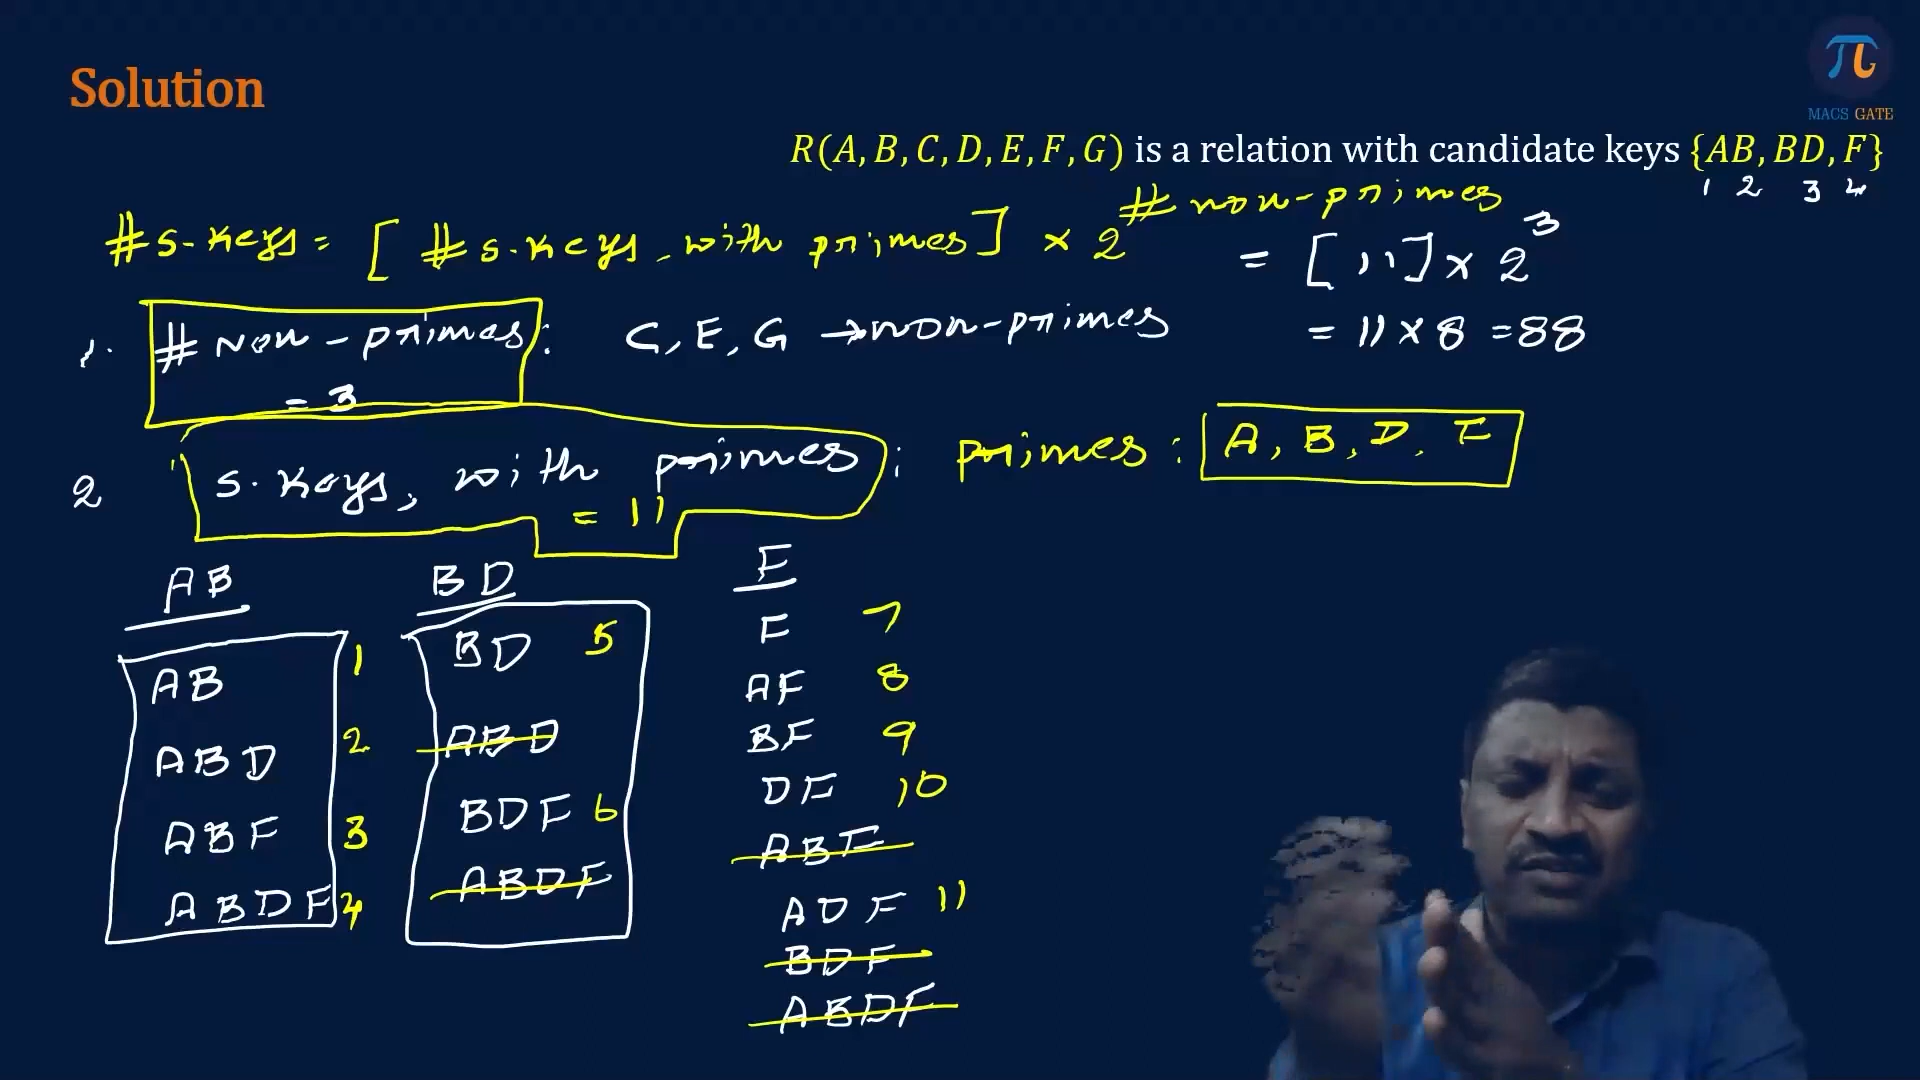 Solution
MACS GATE
R(A, B, C, D, E, F, G) is a relation with candidate keys {AB, BD, F}
1 2 3 4
#s-keys = [ #s.keys, with primes] × 2 #non-primes
= [11] × 2 3
1. #Non-primes: C, E, G → non-primes
= 3
= 11 × 8 = 88
2 s.keys, with primes : primes : A, B, D, F
= 11
AB
AB 1
ABD 2
ABF 3
ABDF 4
BD
BD 5
ABD
BDF 6
ABDF
F
F 7
AF 8
BF 9
DF 10
ABF
ADF 11
BDF
ABDF